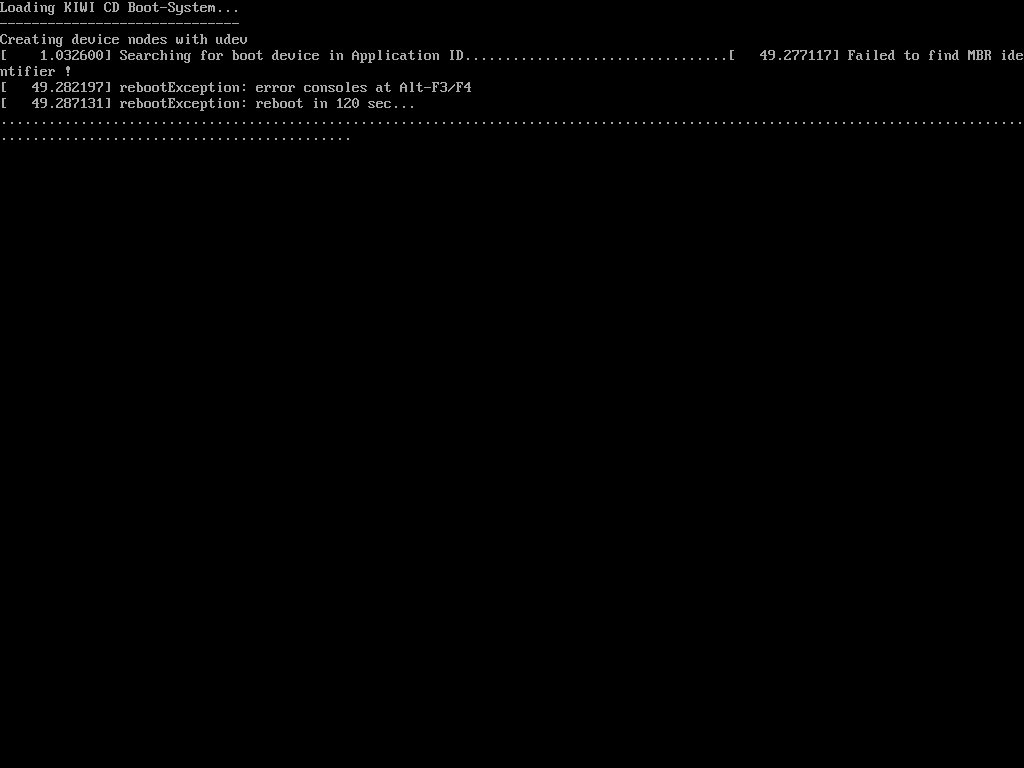 Loading KIWI CD Boot-System...
------------------------------
Creating device nodes with udev
[    1.032600] Searching for boot device in Application ID.................................[   49.277117] Failed to find MBR ide
ntifier !
[   49.282197] rebootException: error consoles at Alt-F3/F4
[   49.287131] rebootException: reboot in 120 sec...
................................................................................................................................
............................................